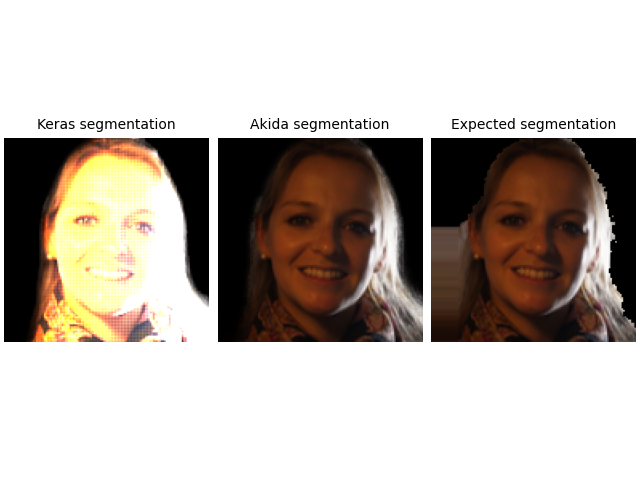 Keras segmentation
Akida segmentation
Expected segmentation